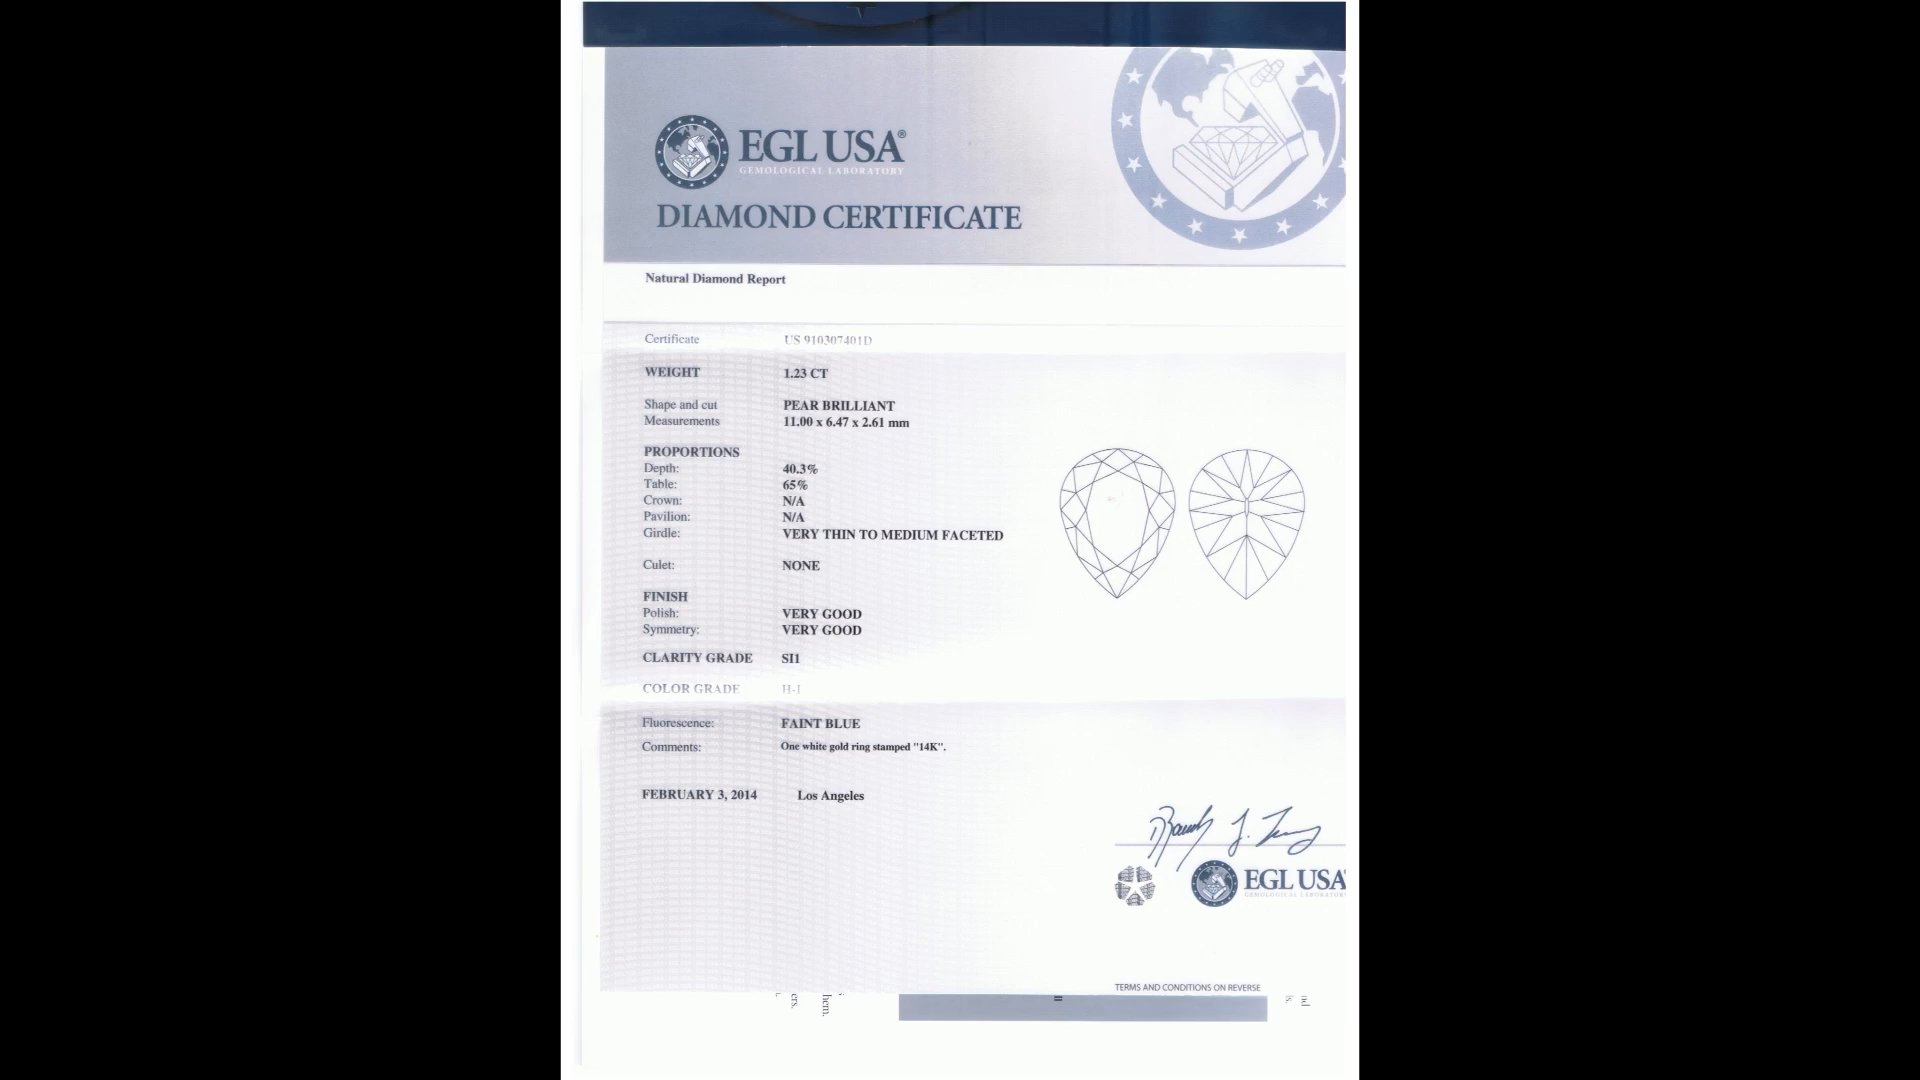 EGL USA®
GEMOLOGICAL LABORATORY
DIAMOND CERTIFICATE
Natural Diamond Report
Certificate US 910307401D
WEIGHT 1.23 CT
Shape and cut PEAR BRILLIANT
Measurements 11.00 x 6.47 x 2.61 mm
PROPORTIONS
Depth: 40.3%
Table: 65%
Crown: N/A
Pavilion: N/A
Girdle: VERY THIN TO MEDIUM FACETED
Culet: NONE
FINISH
Polish: VERY GOOD
Symmetry: VERY GOOD
CLARITY GRADE SI1
COLOR GRADE H-I
Fluorescence: FAINT BLUE
Comments: One white gold ring stamped "14K".
FEBRUARY 3, 2014 Los Angeles
EGL USA
TERMS AND CONDITIONS ON REVERSE
hem.